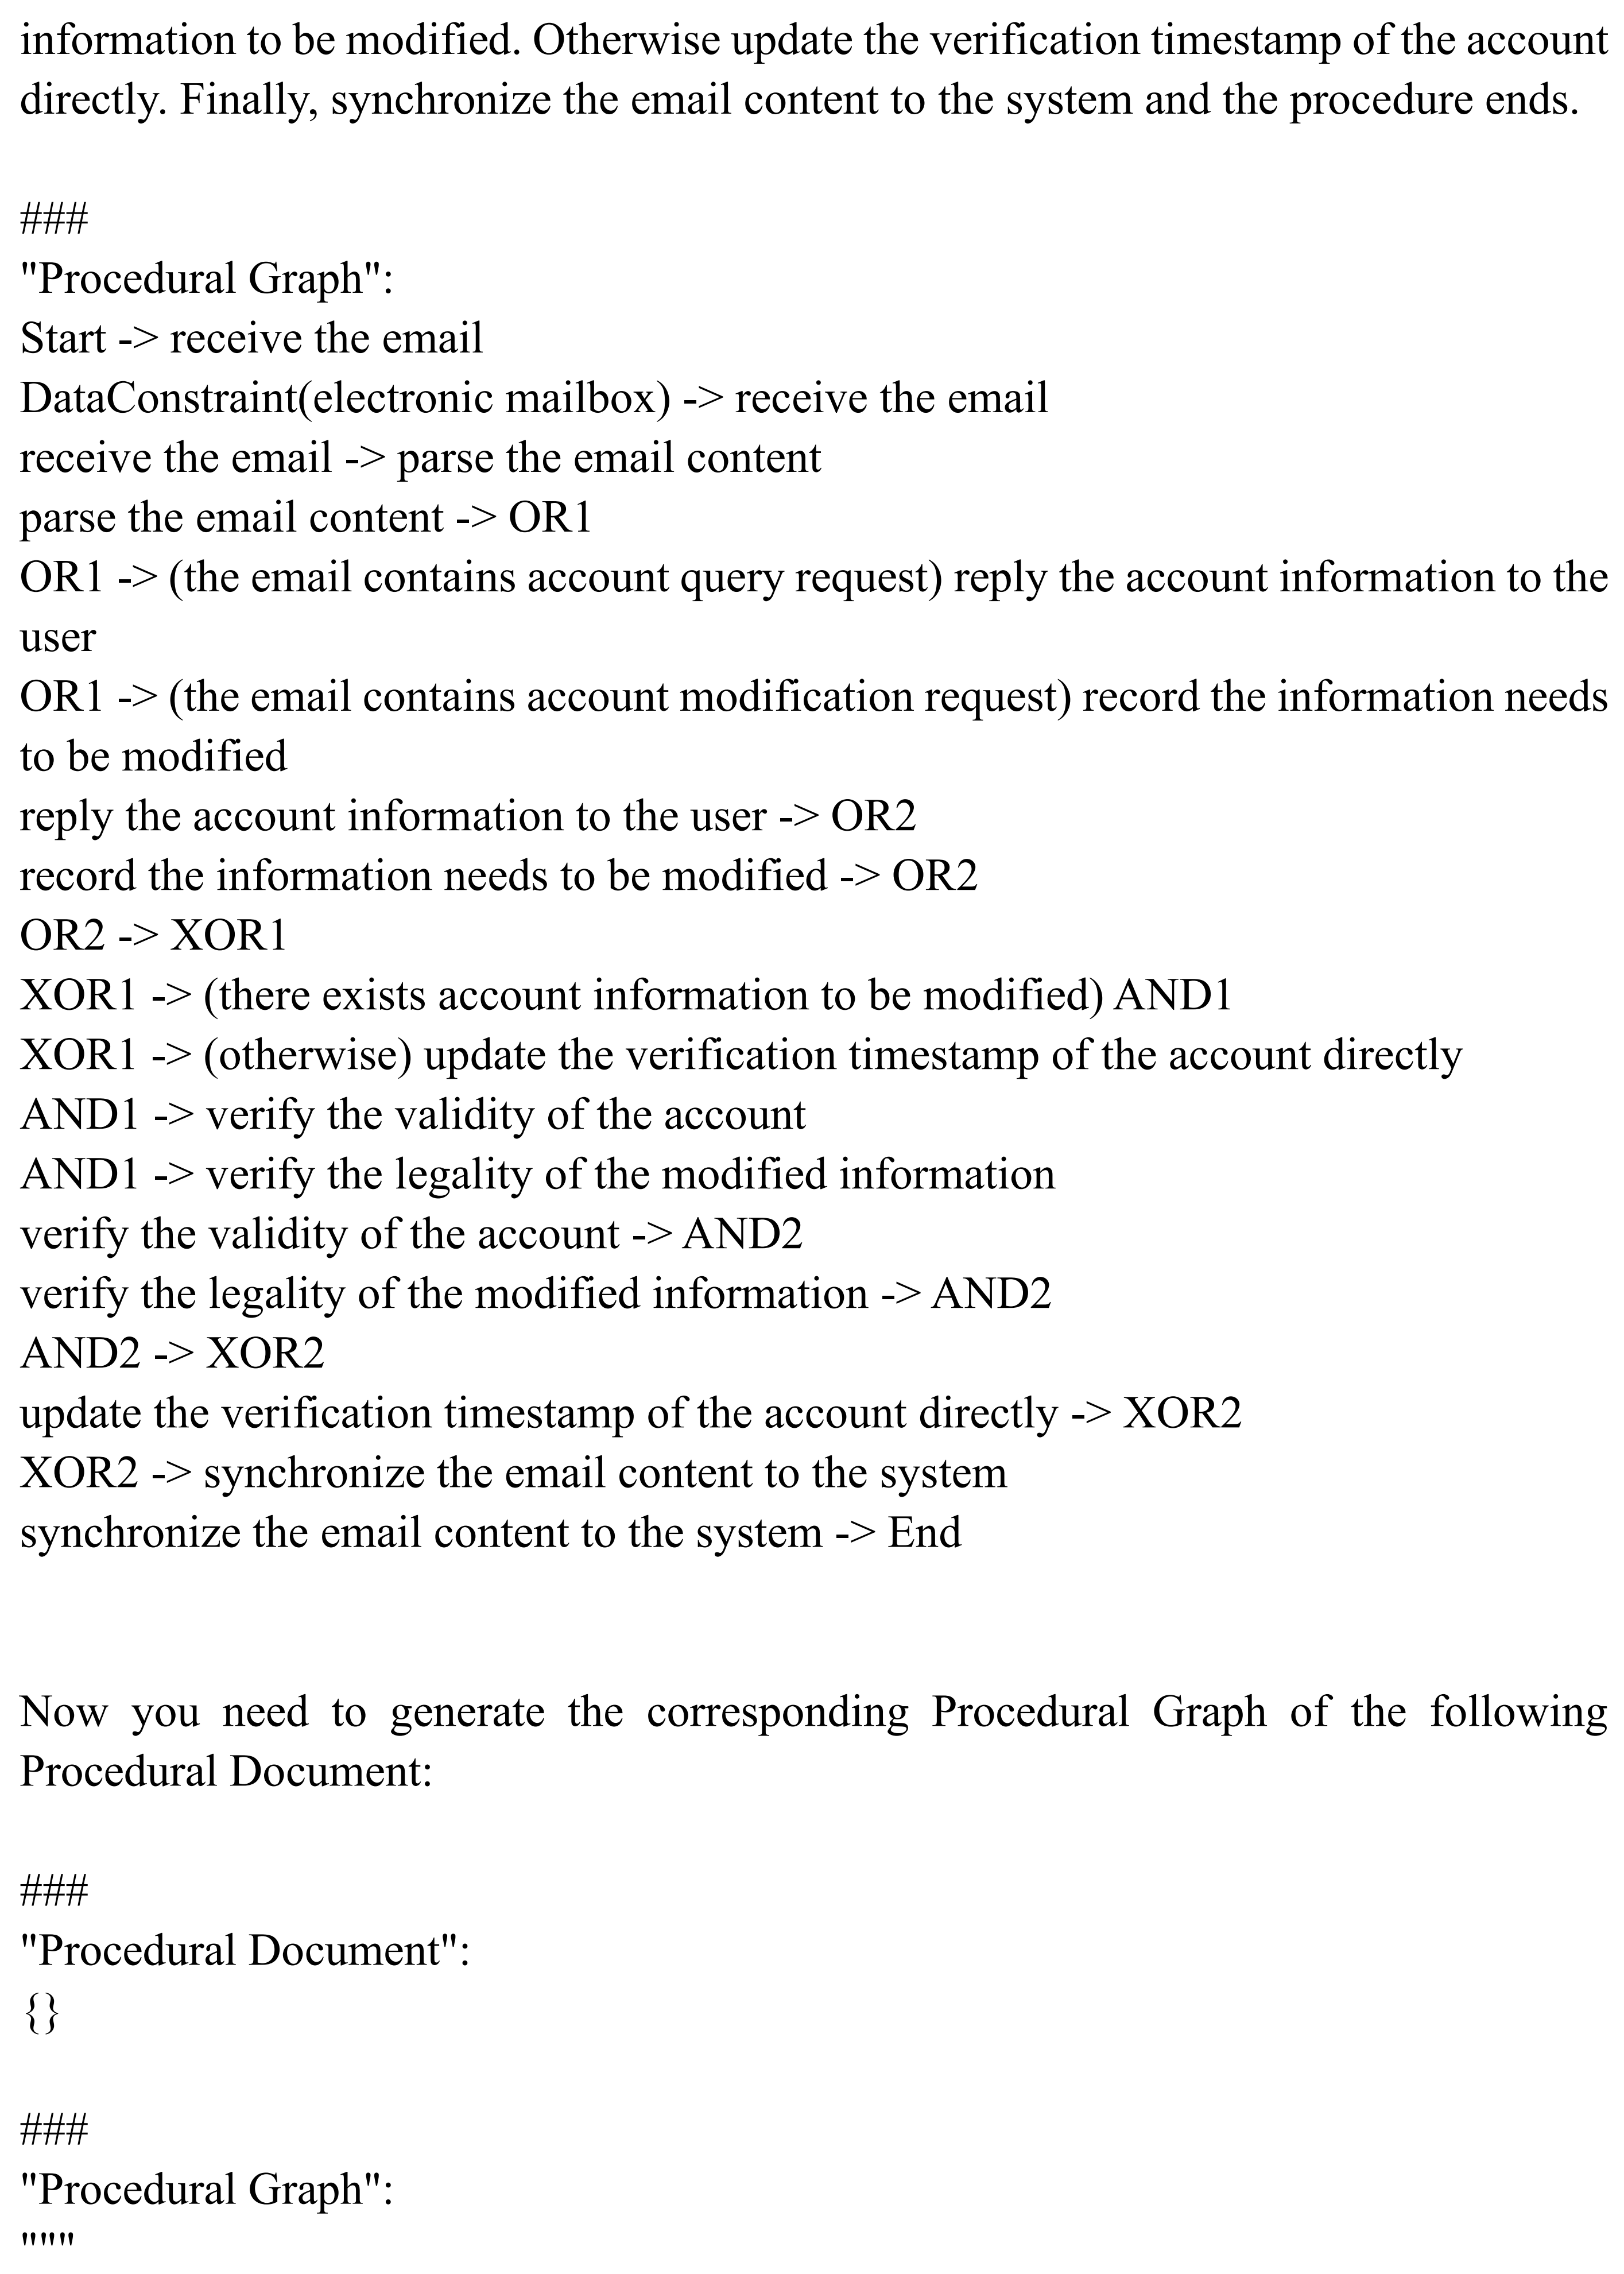 information to be modified. Otherwise update the verification timestamp of the account
directly. Finally, synchronize the email content to the system and the procedure ends.
###
"Procedural Graph":
Start -> receive the email
DataConstraint(electronic mailbox) -> receive the email
receive the email -> parse the email content
parse the email content -> OR1
OR1 -> (the email contains account query request) reply the account information to the
user
OR1 -> (the email contains account modification request) record the information needs
to be modified
reply the account information to the user -> OR2
record the information needs to be modified -> OR2
OR2 -> XOR1
XOR1 -> (there exists account information to be modified) AND1
XOR1 -> (otherwise) update the verification timestamp of the account directly
AND1 -> verify the validity of the account
AND1 -> verify the legality of the modified information
verify the validity of the account -> AND2
verify the legality of the modified information -> AND2
AND2 -> XOR2
update the verification timestamp of the account directly -> XOR2
XOR2 -> synchronize the email content to the system
synchronize the email content to the system -> End
Now you need to generate the corresponding Procedural Graph of the following
Procedural Document:
###
"Procedural Document":
{}
###
"Procedural Graph":
"""